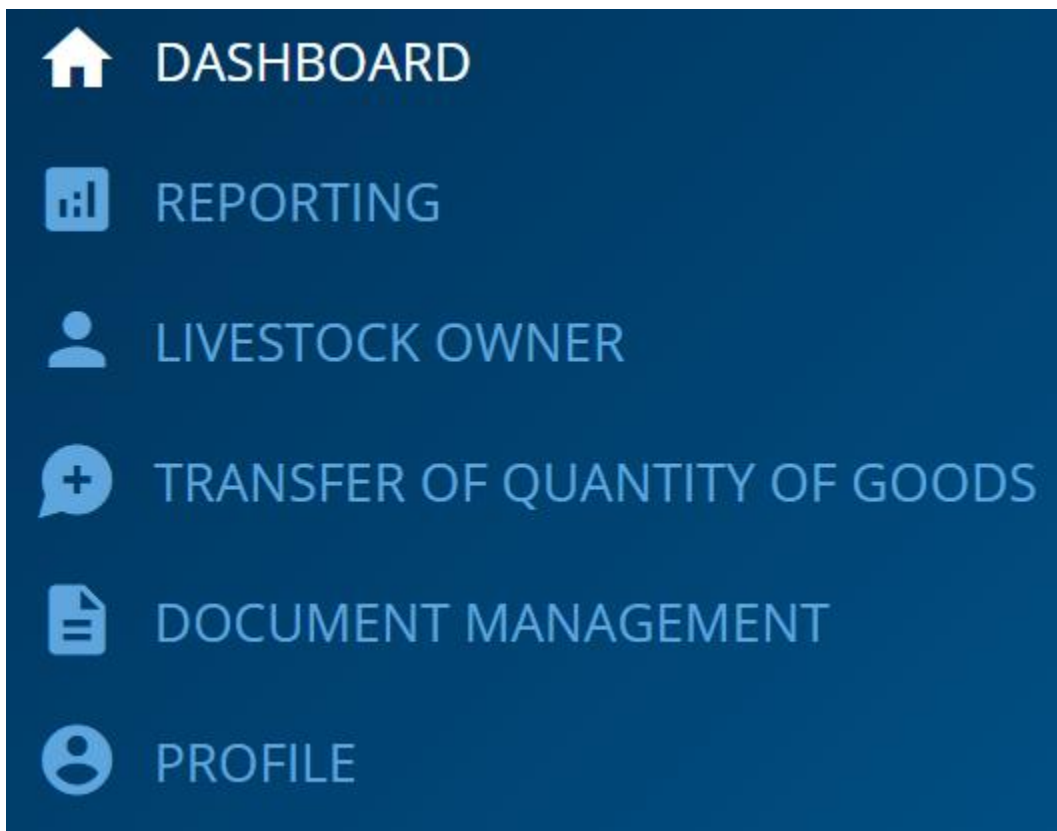 DASHBOARD
REPORTING
LIVESTOCK OWNER
TRANSFER OF QUANTITY OF GOODS
DOCUMENT MANAGEMENT
PROFILE